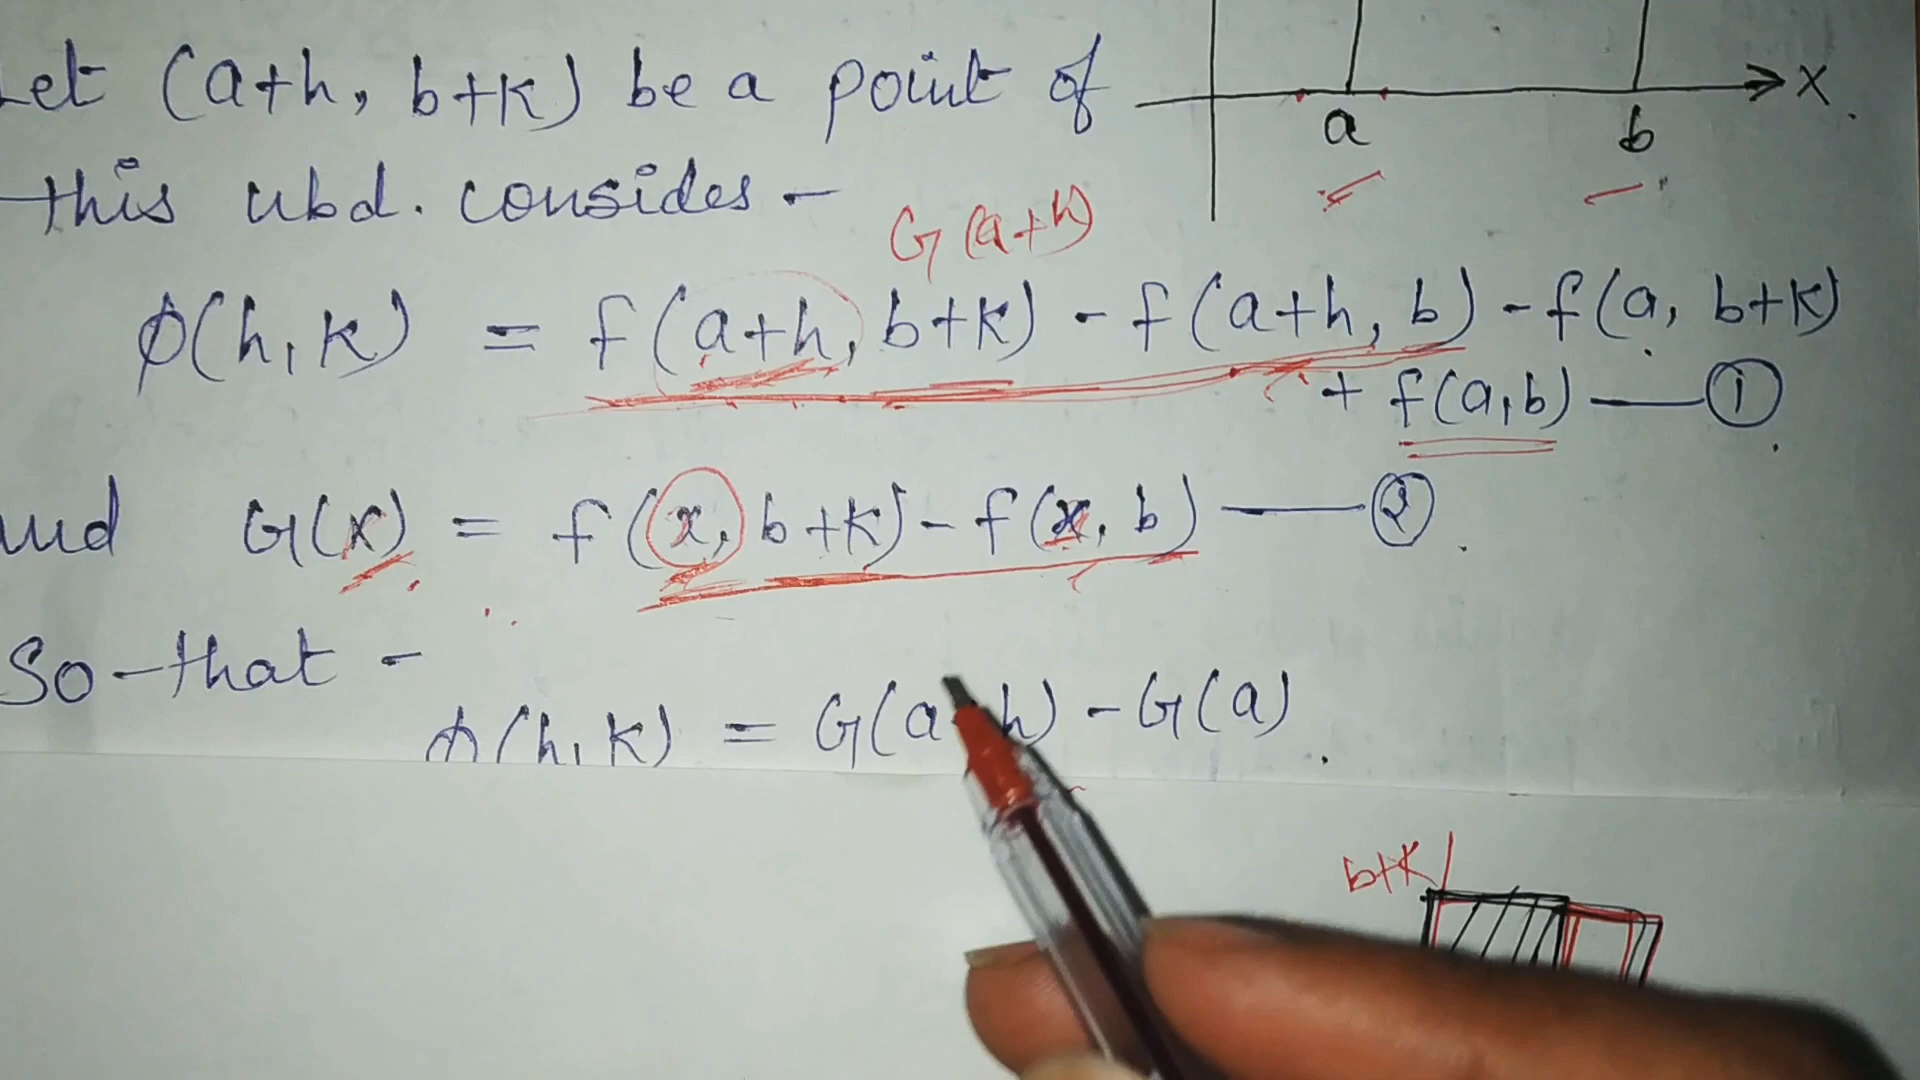 Let (a+h, b+k) be a point of
this nbd. consider -
G(a+h)
φ(h, k) = f(a+h, b+k) - f(a+h, b) - f(a, b+k)
+ f(a,b) — ①
and G(x) = f(x, b+k) - f(x, b) — ②
So that -
φ(h, k) = G(a+h) - G(a).
X
a
b
b+k